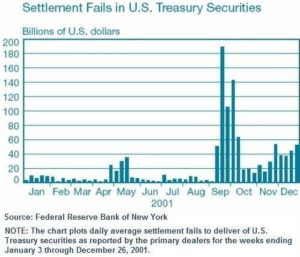 Settlement Fails in U.S. Treasury Securities
Billions of U.S. dollars
200
180
160
140
120
100
80
60
40
20
0
Jan Feb Mar Apr May Jun Jul Aug Sep Oct Nov Dec
2001
Source: Federal Reserve Bank of New York
NOTE: The chart plots daily average settlement fails to deliver of U.S.
Treasury securities as reported by the primary dealers for the weeks ending
January 3 through December 26, 2001.